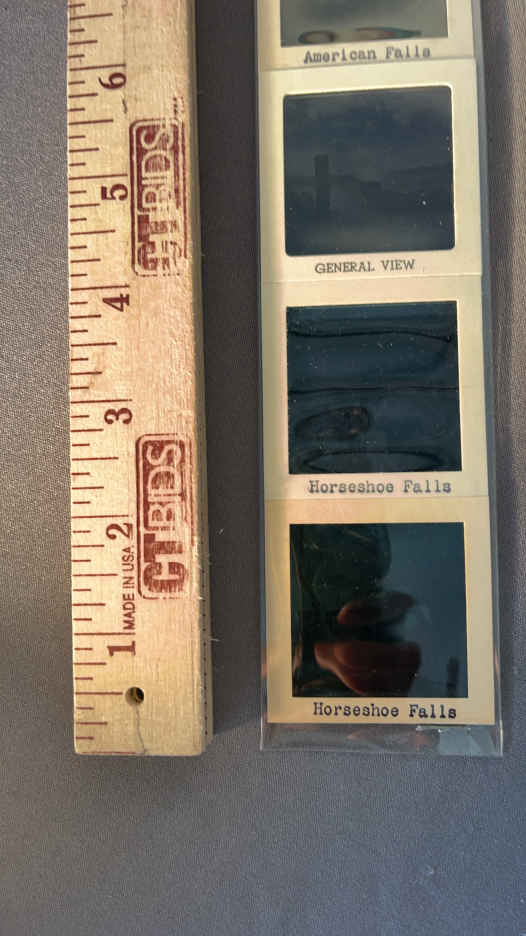 American Falls
GENERAL VIEW
Horseshoe Falls
Horseshoe Falls
6
5
4
3
2
1
CTBIDS
CTBIDS
MADE IN USA